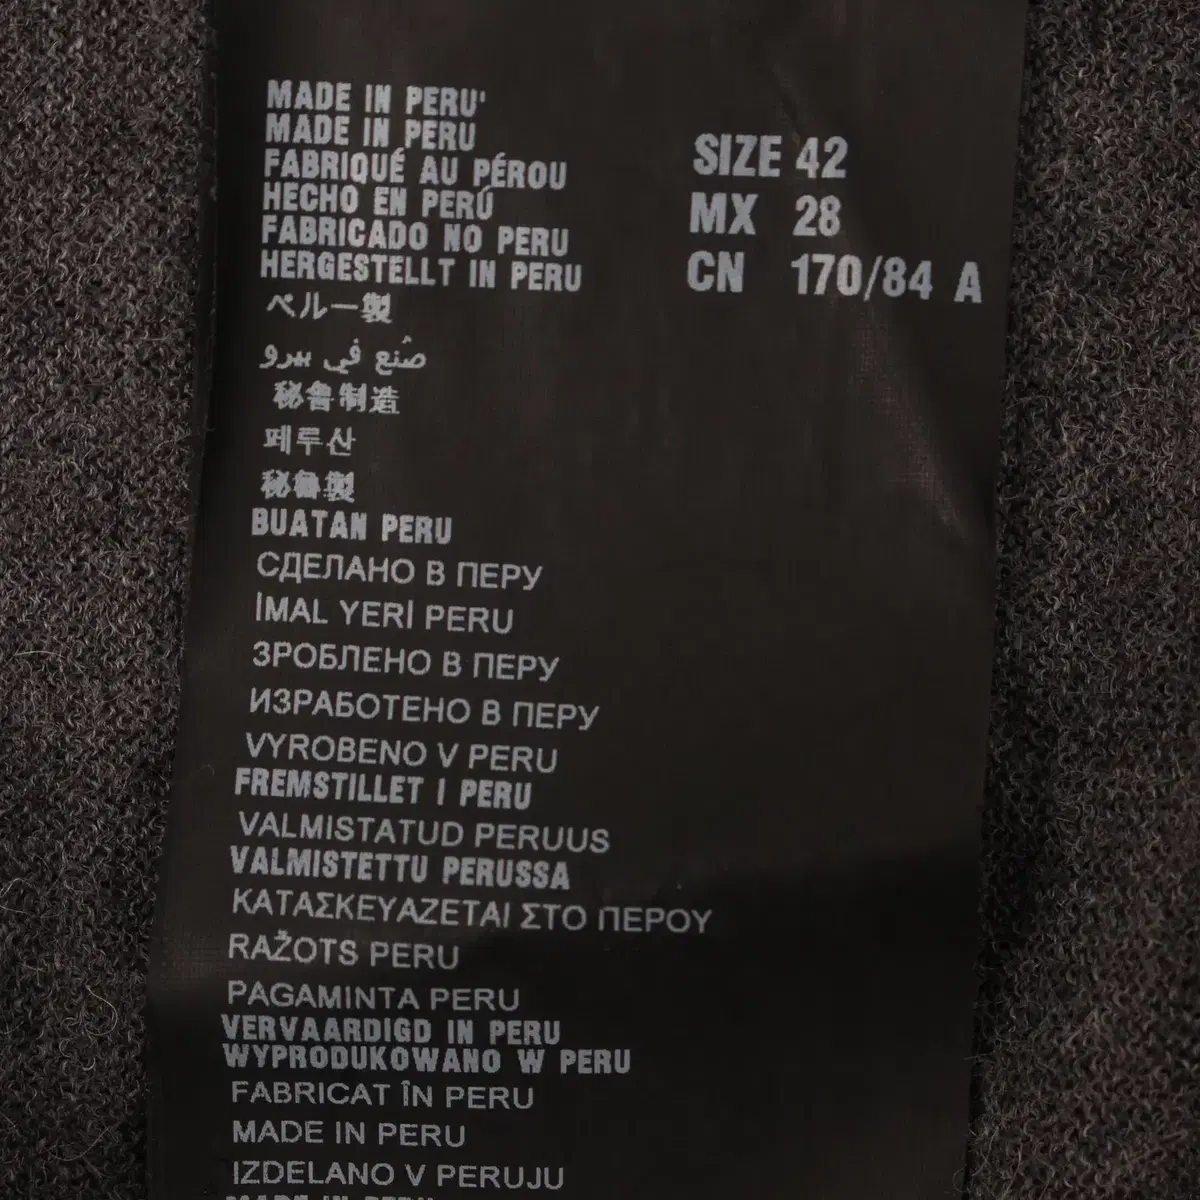 MADE IN PERU'
MADE IN PERU
FABRIQUÉ AU PÉROU
HECHO EN PERÚ
FABRICADO NO PERU
HERGESTELLT IN PERU
ペルー製
صُنع في بيرو
秘鲁制造
페루산
秘魯製
BUATAN PERU
СДЕЛАНО В ПЕРУ
İMAL YERİ PERU
ЗРОБЛЕНО В ПЕРУ
ИЗРАБОТЕНО В ПЕРУ
VYROBENO V PERU
FREMSTILLET I PERU
VALMISTATUD PERUUS
VALMISTETTU PERUSSA
ΚΑΤΑΣΚΕΥΑΖΕΤΑΙ ΣΤΟ ΠΕΡΟΥ
RAŽOTS PERU
PAGAMINTA PERU
VERVAARDIGD IN PERU
WYPRODUKOWANO W PERU
FABRICAT ÎN PERU
MADE IN PERU
IZDELANO V PERUJU
MADE IN PERU
SIZE 42
MX 28
CN 170/84 A